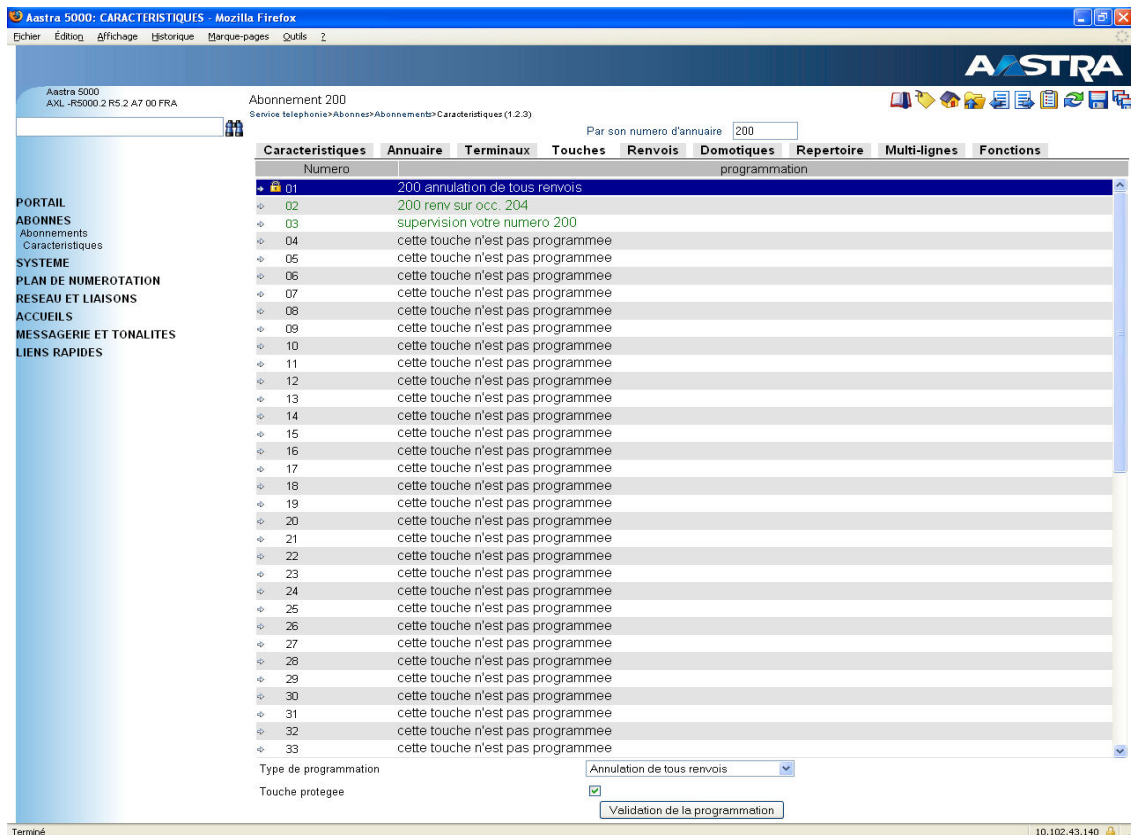 Aastra 5000: CARACTERISTIQUES - Mozilla Firefox
Fichier Édition Affichage Historique Marque-pages Outils ?
AASTRA
Aastra 5000
AXL -R5000.2 R5.2 A7 00 FRA
Abonnement 200
Service telephonie>Abonnes>Abonnements>Caracteristiques (1.2.3)
Par son numero d'annuaire 200
Caracteristiques Annuaire Terminaux Touches Renvois Domotiques Repertoire Multi-lignes Fonctions
Numero programmation
PORTAIL
ABONNES
Abonnements
Caracteristiques
SYSTEME
PLAN DE NUMEROTATION
RESEAU ET LIAISONS
ACCUEILS
MESSAGERIE ET TONALITES
LIENS RAPIDES
01 200 annulation de tous renvois
02 200 renv sur occ. 204
03 supervision votre numero 200
04 cette touche n'est pas programmee
05 cette touche n'est pas programmee
06 cette touche n'est pas programmee
07 cette touche n'est pas programmee
08 cette touche n'est pas programmee
09 cette touche n'est pas programmee
10 cette touche n'est pas programmee
11 cette touche n'est pas programmee
12 cette touche n'est pas programmee
13 cette touche n'est pas programmee
14 cette touche n'est pas programmee
15 cette touche n'est pas programmee
16 cette touche n'est pas programmee
17 cette touche n'est pas programmee
18 cette touche n'est pas programmee
19 cette touche n'est pas programmee
20 cette touche n'est pas programmee
21 cette touche n'est pas programmee
22 cette touche n'est pas programmee
23 cette touche n'est pas programmee
24 cette touche n'est pas programmee
25 cette touche n'est pas programmee
26 cette touche n'est pas programmee
27 cette touche n'est pas programmee
28 cette touche n'est pas programmee
29 cette touche n'est pas programmee
30 cette touche n'est pas programmee
31 cette touche n'est pas programmee
32 cette touche n'est pas programmee
33 cette touche n'est pas programmee
Type de programmation Annulation de tous renvois
Touche protegee
Validation de la programmation
Terminé 10.102.43.140